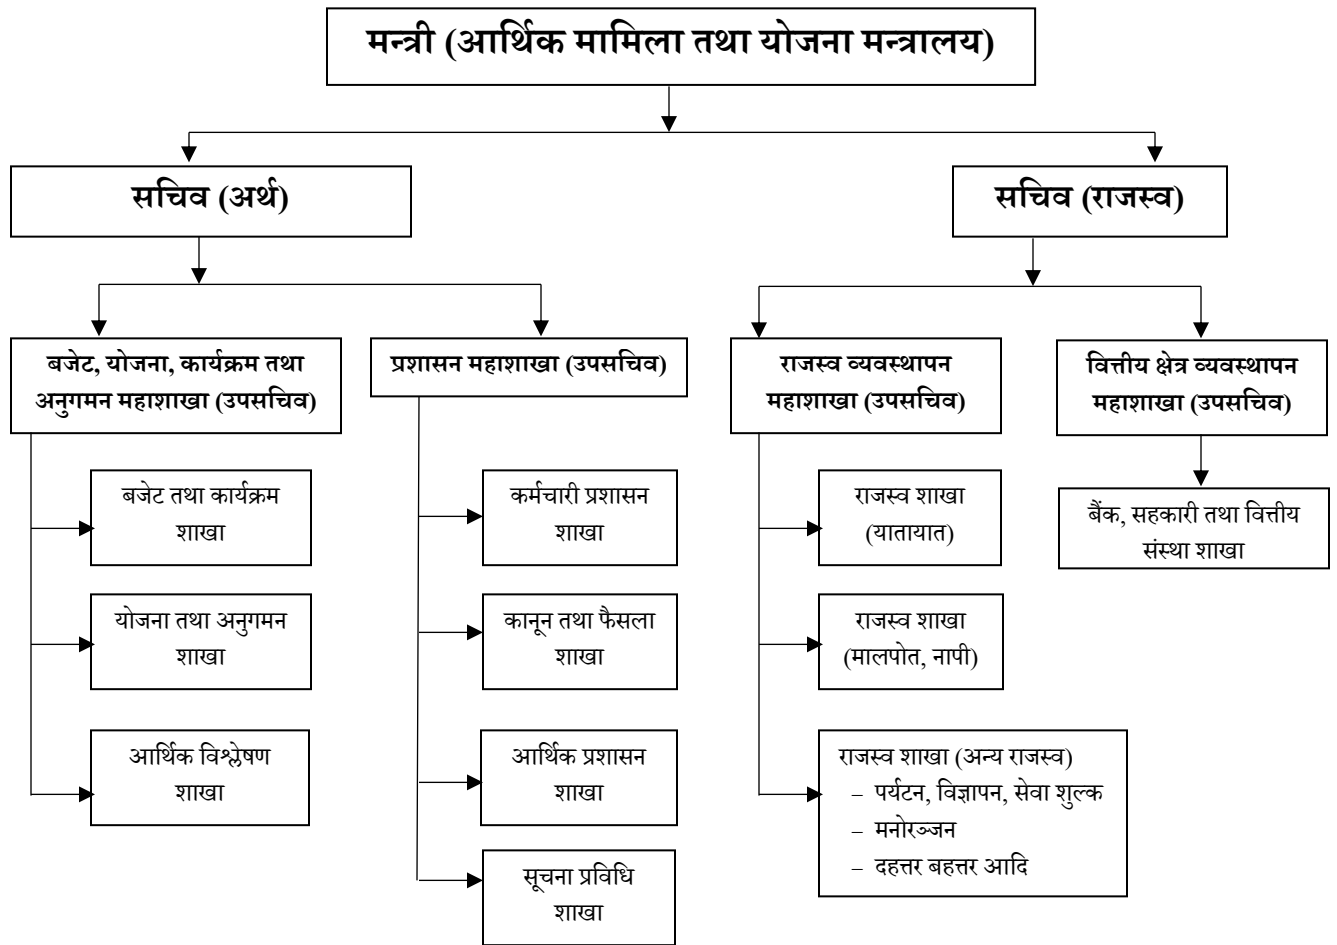 मन्त्री (आर्थिक मामिला तथा योजना मन्त्रालय)
सचिव (अर्थ)
सचिव (राजस्व)
बजेट, योजना, कार्यक्रम तथा
अनुगमन महाशाखा (उपसचिव)
प्रशासन महाशाखा (उपसचिव)
राजस्व व्यवस्थापन
महाशाखा (उपसचिव)
वित्तीय क्षेत्र व्यवस्थापन
महाशाखा (उपसचिव)
बजेट तथा कार्यक्रम
शाखा
योजना तथा अनुगमन
शाखा
आर्थिक विश्लेषण
शाखा
कर्मचारी प्रशासन
शाखा
कानून तथा फैसला
शाखा
आर्थिक प्रशासन
शाखा
सूचना प्रविधि
शाखा
राजस्व शाखा
(यातायात)
राजस्व शाखा
(मालपोत, नापी)
राजस्व शाखा (अन्य राजस्व)
– पर्यटन, विज्ञापन, सेवा शुल्क
– मनोरञ्जन
– दहत्तर बहत्तर आदि
बैंक, सहकारी तथा वित्तीय
संस्था शाखा